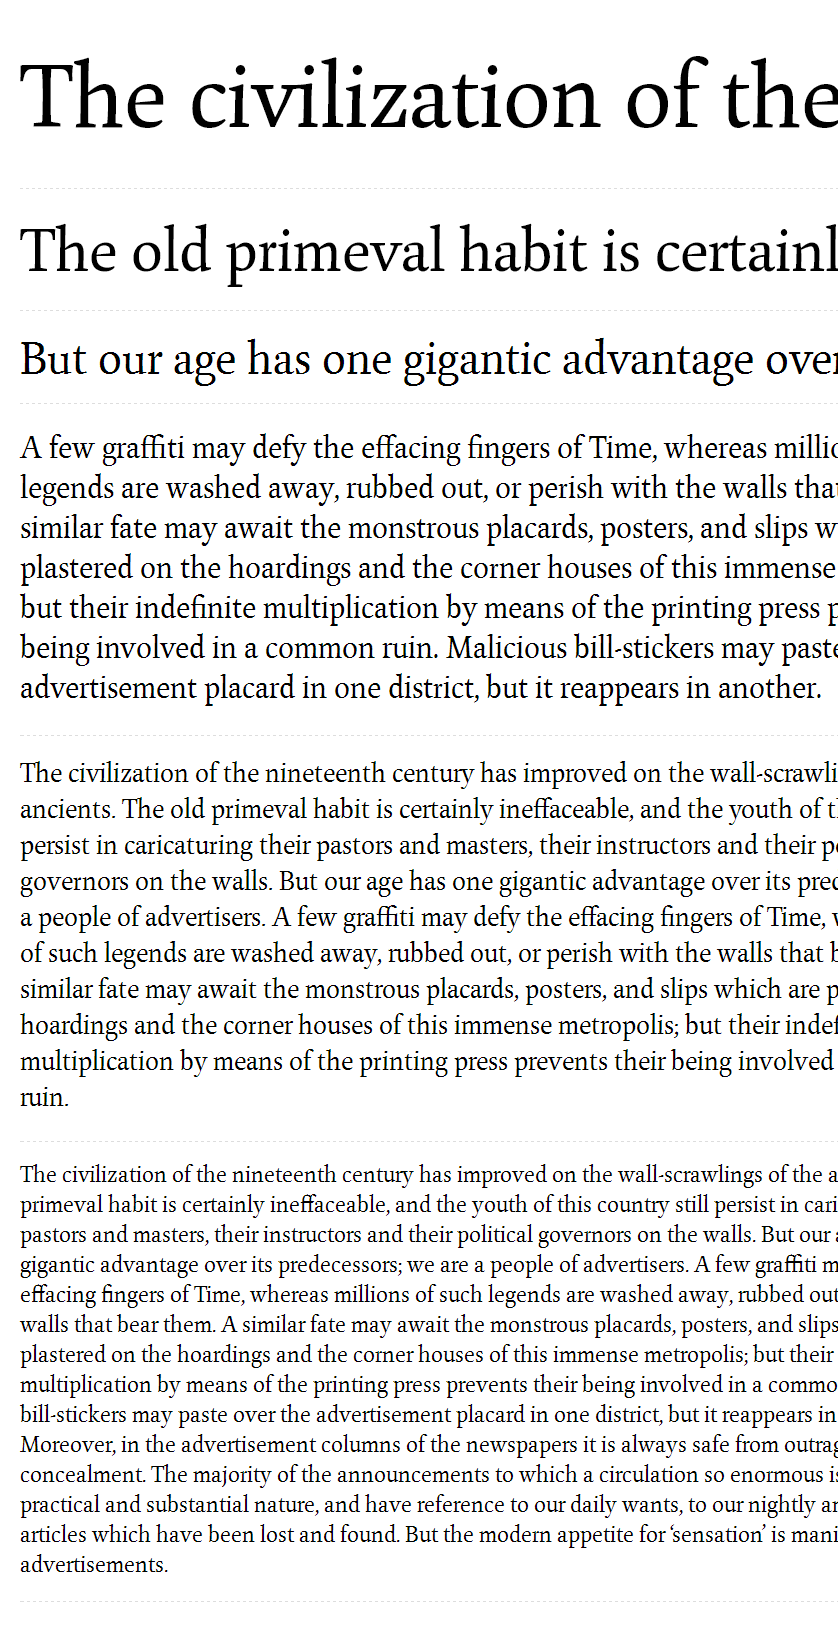 The civilization of the
The old primeval habit is certainl
But our age has one gigantic advantage over
A few graffiti may defy the effacing fingers of Time, whereas millio
legends are washed away, rubbed out, or perish with the walls that
similar fate may await the monstrous placards, posters, and slips w
plastered on the hoardings and the corner houses of this immense
but their indefinite multiplication by means of the printing press p
being involved in a common ruin. Malicious bill-stickers may paste
advertisement placard in one district, but it reappears in another.
The civilization of the nineteenth century has improved on the wall-scrawli
ancients. The old primeval habit is certainly ineffaceable, and the youth of t
persist in caricaturing their pastors and masters, their instructors and their po
governors on the walls. But our age has one gigantic advantage over its pred
a people of advertisers. A few graffiti may defy the effacing fingers of Time, w
of such legends are washed away, rubbed out, or perish with the walls that b
similar fate may await the monstrous placards, posters, and slips which are p
hoardings and the corner houses of this immense metropolis; but their indef
multiplication by means of the printing press prevents their being involved
ruin.
The civilization of the nineteenth century has improved on the wall-scrawlings of the a
primeval habit is certainly ineffaceable, and the youth of this country still persist in cari
pastors and masters, their instructors and their political governors on the walls. But our a
gigantic advantage over its predecessors; we are a people of advertisers. A few graffiti m
effacing fingers of Time, whereas millions of such legends are washed away, rubbed out
walls that bear them. A similar fate may await the monstrous placards, posters, and slips
plastered on the hoardings and the corner houses of this immense metropolis; but their
multiplication by means of the printing press prevents their being involved in a commo
bill-stickers may paste over the advertisement placard in one district, but it reappears in
Moreover, in the advertisement columns of the newspapers it is always safe from outrag
concealment. The majority of the announcements to which a circulation so enormous is
practical and substantial nature, and have reference to our daily wants, to our nightly a
articles which have been lost and found. But the modern appetite for ‘sensation’ is mani
advertisements.